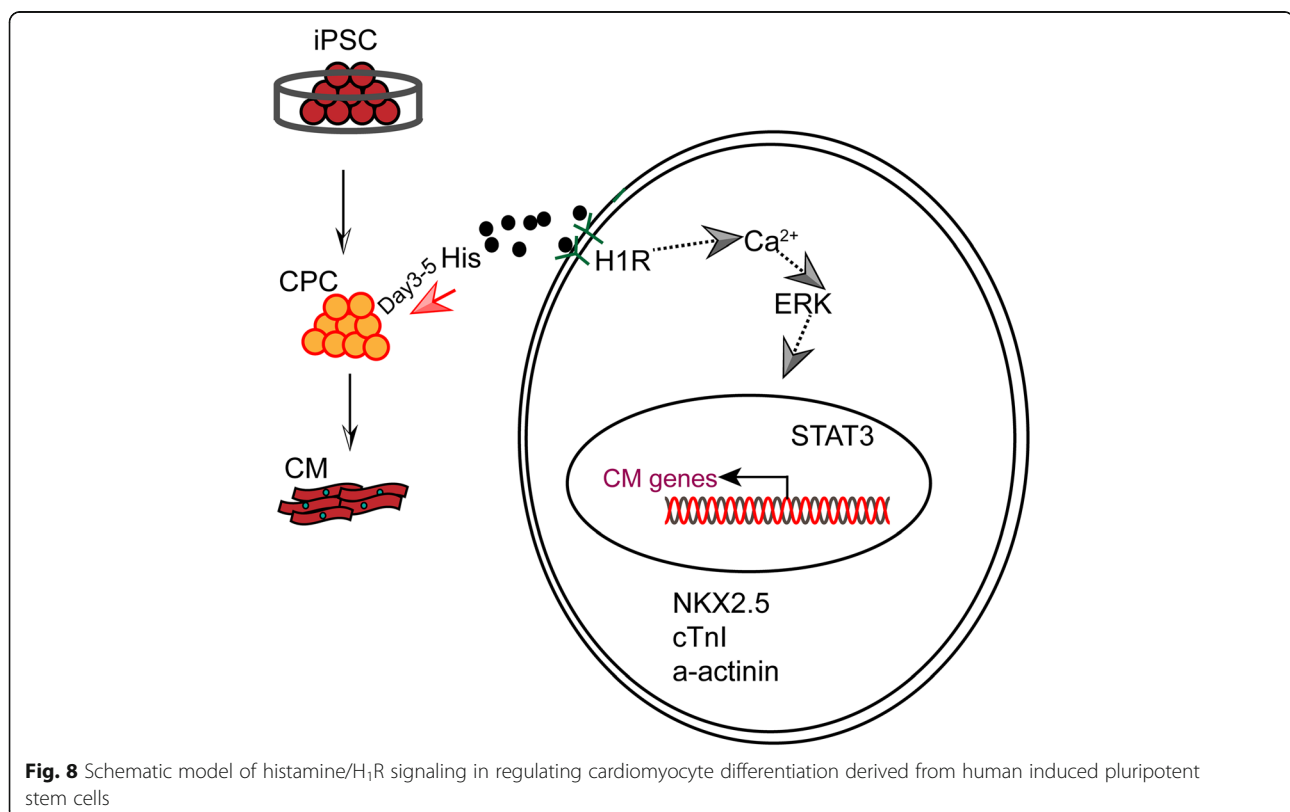 iPSC
CPC
Day3-5
His
H1R
Ca²⁺
ERK
STAT3
CM genes
CM
NKX2.5
cTnI
a-actinin
Fig. 8 Schematic model of histamine/H₁R signaling in regulating cardiomyocyte differentiation derived from human induced pluripotent
stem cells